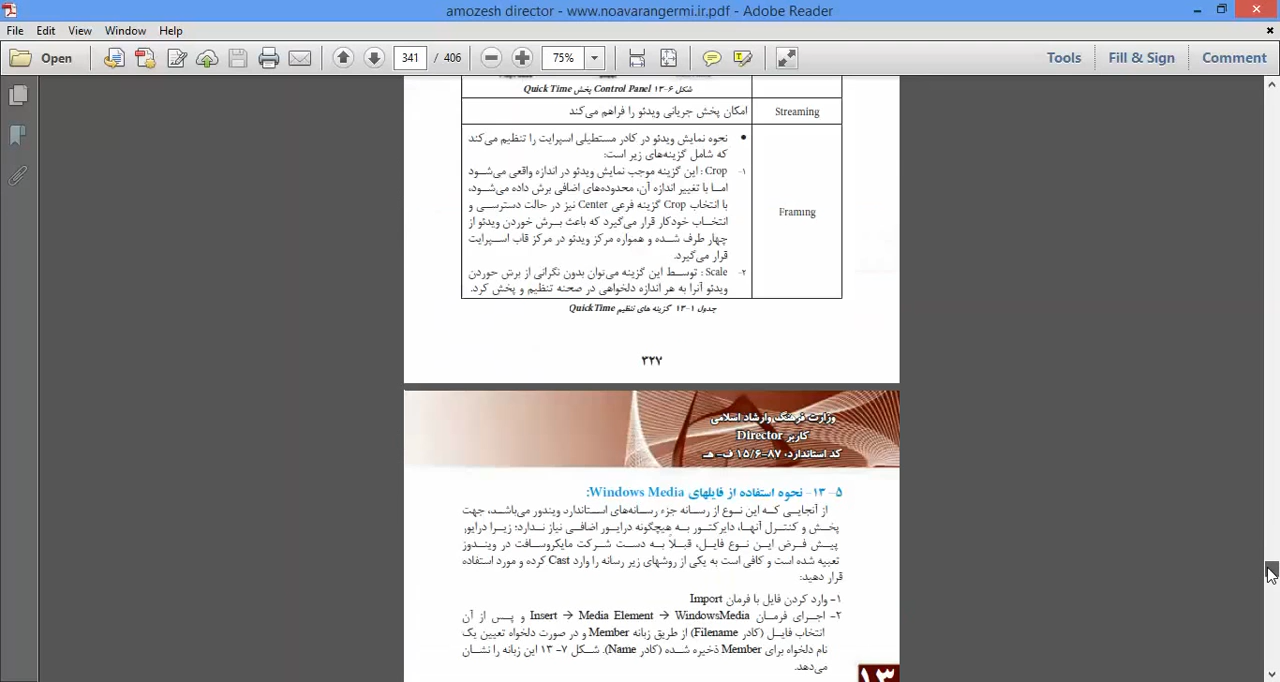 amozesh director - www.noavarangermi.ir.pdf - Adobe Reader
File Edit View Window Help
Open 341 / 406 75% Tools Fill & Sign Comment
شکل ۶-۱۳ Control Panel پخش Quick Time
Streaming
امکان پخش جریانی ویدئو را فراهم می‌کند
Framing
• نحوه نمایش ویدئو در کادر مستطیلی اسپرایت را تنظیم می‌کند
که شامل گزینه‌های زیر است:
۱- Crop : این گزینه موجب نمایش ویدئو در اندازه واقعی می‌شود
اما با تغییر اندازه آن، محدوده‌های اضافی برش داده می‌شود،
با انتخاب Crop گزینه فرعی Center نیز در حالت دسترسی و
انتخاب خودکار قرار می‌گیرد که باعث برش خوردن ویدئو از
چهار طرف شده و همواره مرکز ویدئو در مرکز قاب اسپرایت
قرار می‌گیرد.
۲- Scale : توسط این گزینه می‌توان بدون نگرانی از برش خوردن
ویدئو آنرا به هر اندازه دلخواهی در صحنه تنظیم و پخش کرد.
جدول ۱-۱۳ گزینه های تنظیم QuickTime
۳۲۷
وزارت فرهنگ و ارشاد اسلامی
کاربر Director
کد استاندارد: ۸۷-۱۵/۶ ف- هـ
۵- ۱۳- نحوه استفاده از فایلهای Windows Media:
از آنجایی که این نوع از رسانه جزء رسانه‌های استاندارد ویندوز می‌باشد، جهت
پخش و کنترل آنها، دایرکتور به هیچگونه درایور اضافی نیاز ندارد؛ زیرا درایور
پیش فرض این نوع فایل، قبلاً به دست شرکت مایکروسافت در ویندوز
تعبیه شده است و کافی است به یکی از روشهای زیر رسانه را وارد Cast کرده و مورد استفاده
قرار دهید:
۱- وارد کردن فایل با فرمان Import
۲- اجرای فرمان Insert → Media Element → WindowsMedia و پس از آن
انتخاب فایل (کادر Filename) از طریق زبانه Member و در صورت دلخواه تعیین یک
نام دلخواه برای Member ذخیره شده (کادر Name). شکل ۷- ۱۳ این زبانه را نشان
می‌دهد.
۱۳